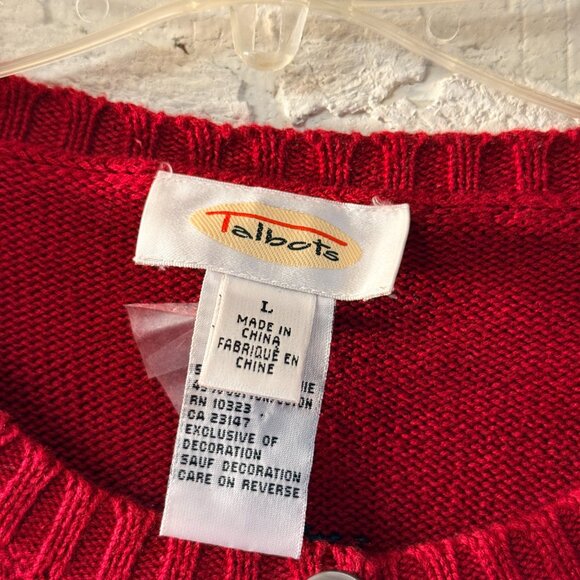 Talbots
L
MADE IN
CHINA
FABRIQUÉ EN
CHINE
RN 10323
CA 23147
EXCLUSIVE OF
DECORATION
SAUF DECORATION
CARE ON REVERSE